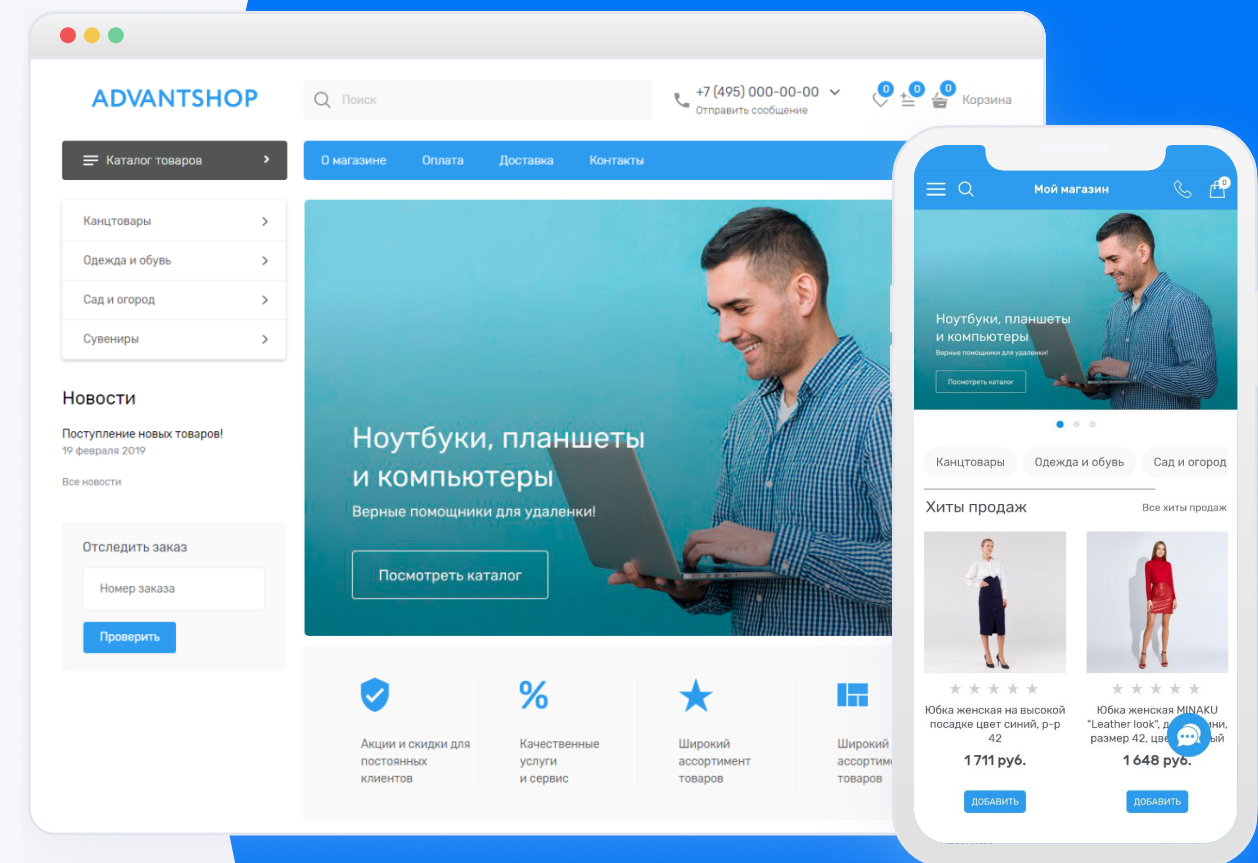 ADVANTSHOP
Поиск
+7 (495) 000-00-00
Отправить сообщение
0
0
0
Корзина
Каталог товаров
О магазине
Оплата
Доставка
Контакты
Канцтовары
Одежда и обувь
Сад и огород
Сувениры
Новости
Поступление новых товаров!
19 февраля 2019
Все новости
Отследить заказ
Номер заказа
Проверить
Ноутбуки, планшеты
и компьютеры
Верные помощники для удаленки!
Посмотреть каталог
Акции и скидки для
постоянных
клиентов
Качественные
услуги
и сервис
Широкий
ассортимент
товаров
Широкий
товаров
Мой магазин
0
Ноутбуки, планшеты
и компьютеры
Верные помощники для удаленки!
Посмотреть каталог
Канцтовары
Одежда и обувь
Сад и огород
Хиты продаж
Все хиты продаж
Юбка женская на высокой
посадке цвет синий, р-р
42
1 711 руб.
ДОБАВИТЬ
Юбка женская MINAKU
"Leather look",
размер 42,
1 648 руб.
ДОБАВИТЬ